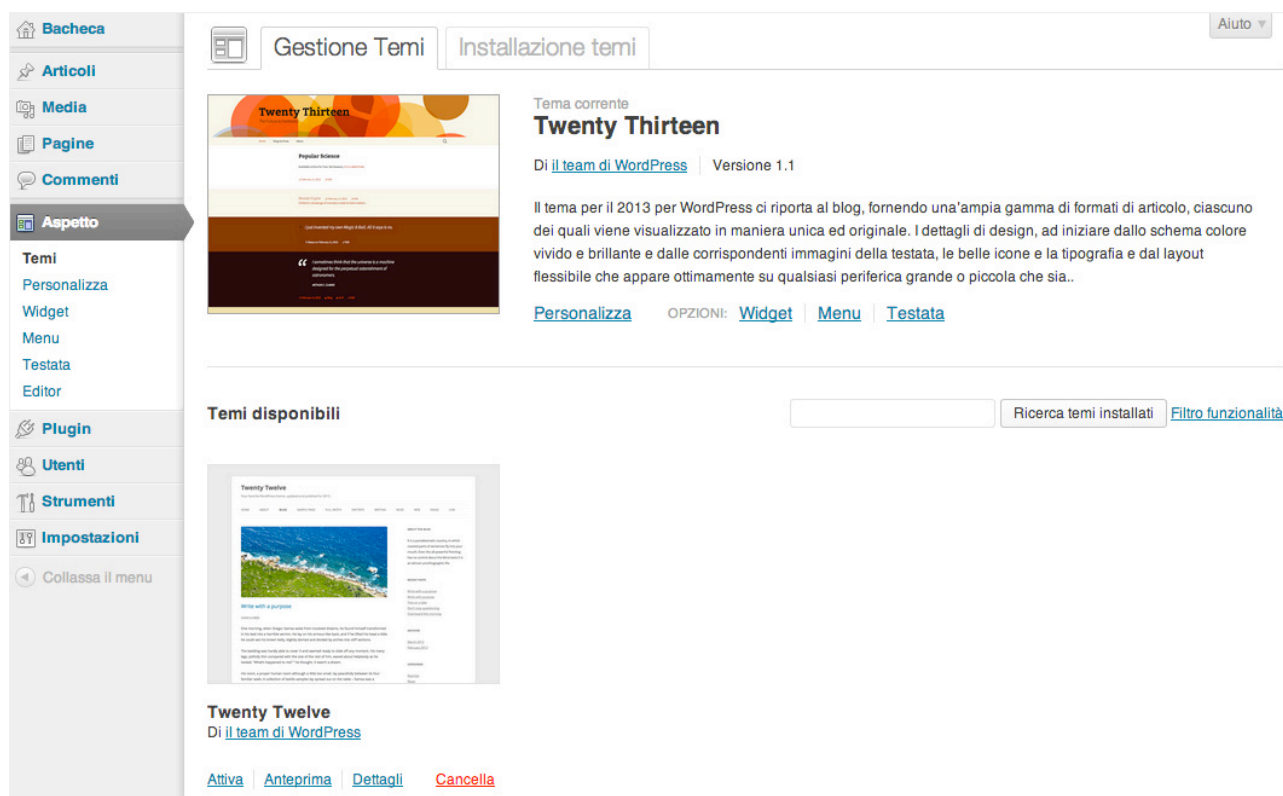 Bacheca
Articoli
Media
Pagine
Commenti
Aspetto
Temi
Personalizza
Widget
Menu
Testata
Editor
Plugin
Utenti
Strumenti
Impostazioni
Collassa il menu
Aiuto
Gestione Temi
Installazione temi
Twenty Thirteen
Popular Science
Tema corrente
Twenty Thirteen
Di il team di WordPress Versione 1.1
Il tema per il 2013 per WordPress ci riporta al blog, fornendo una'ampia gamma di formati di articolo, ciascuno
dei quali viene visualizzato in maniera unica ed originale. I dettagli di design, ad iniziare dallo schema colore
vivido e brillante e dalle corrispondenti immagini della testata, le belle icone e la tipografia e dal layout
flessibile che appare ottimamente su qualsiasi periferica grande o piccola che sia..
Personalizza OPZIONI: Widget Menu Testata
Temi disponibili
Ricerca temi installati Filtro funzionalità
Twenty Twelve
Write with a purpose
Twenty Twelve
Di il team di WordPress
Attiva Anteprima Dettagli Cancella